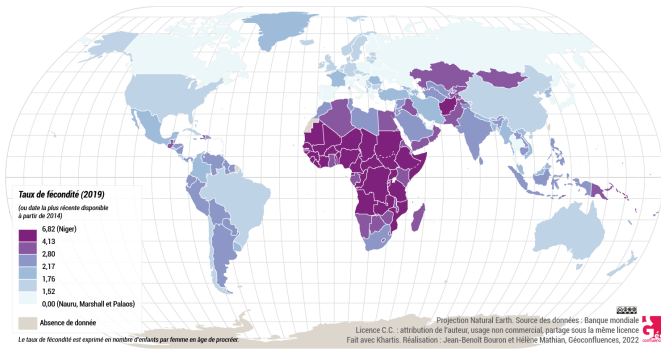 Taux de fécondité (2019)
(ou date la plus récente disponible
à partir de 2014)
6,82 (Niger)
4,13
2,80
2,17
1,76
1,52
0,00 (Nauru, Marshall et Palaos)
Absence de donnée
Le taux de fécondité est exprimé en nombre d'enfants par femme en âge de procréer.
Projection Natural Earth. Source des données : Banque mondiale
Licence C.C. : attribution de l'auteur, usage non commercial, partage sous la même licence
Fait avec Khartis. Réalisation : Jean-Benoît Bouron et Hélène Mathian, Géoconfluences, 2022